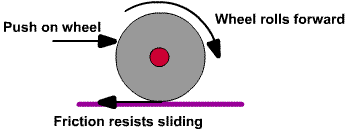 Wheel rolls forward
Push on wheel
Friction resists sliding